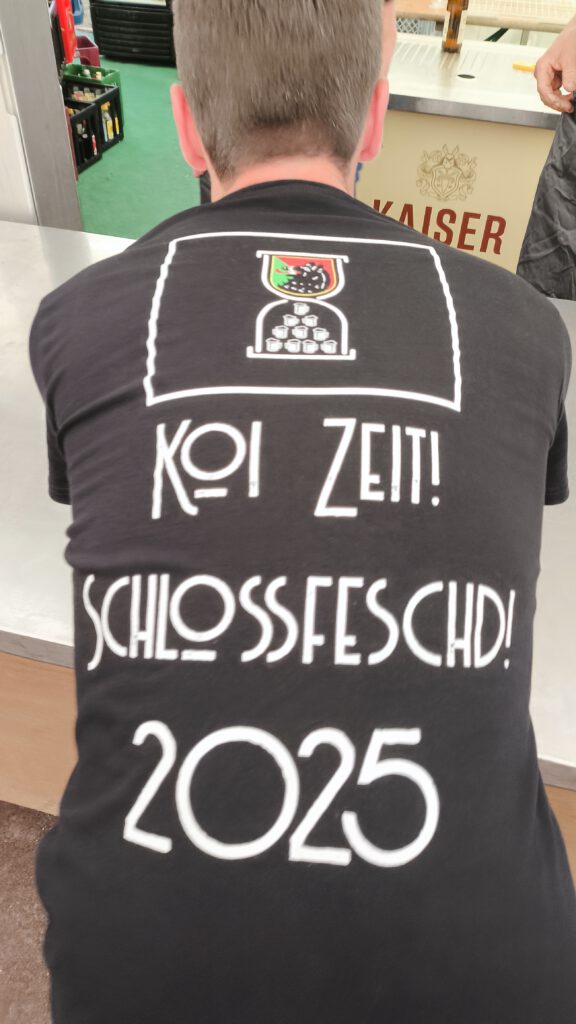 KAISER
KOI ZEIT!
SCHLOSSFESCHD!
2025